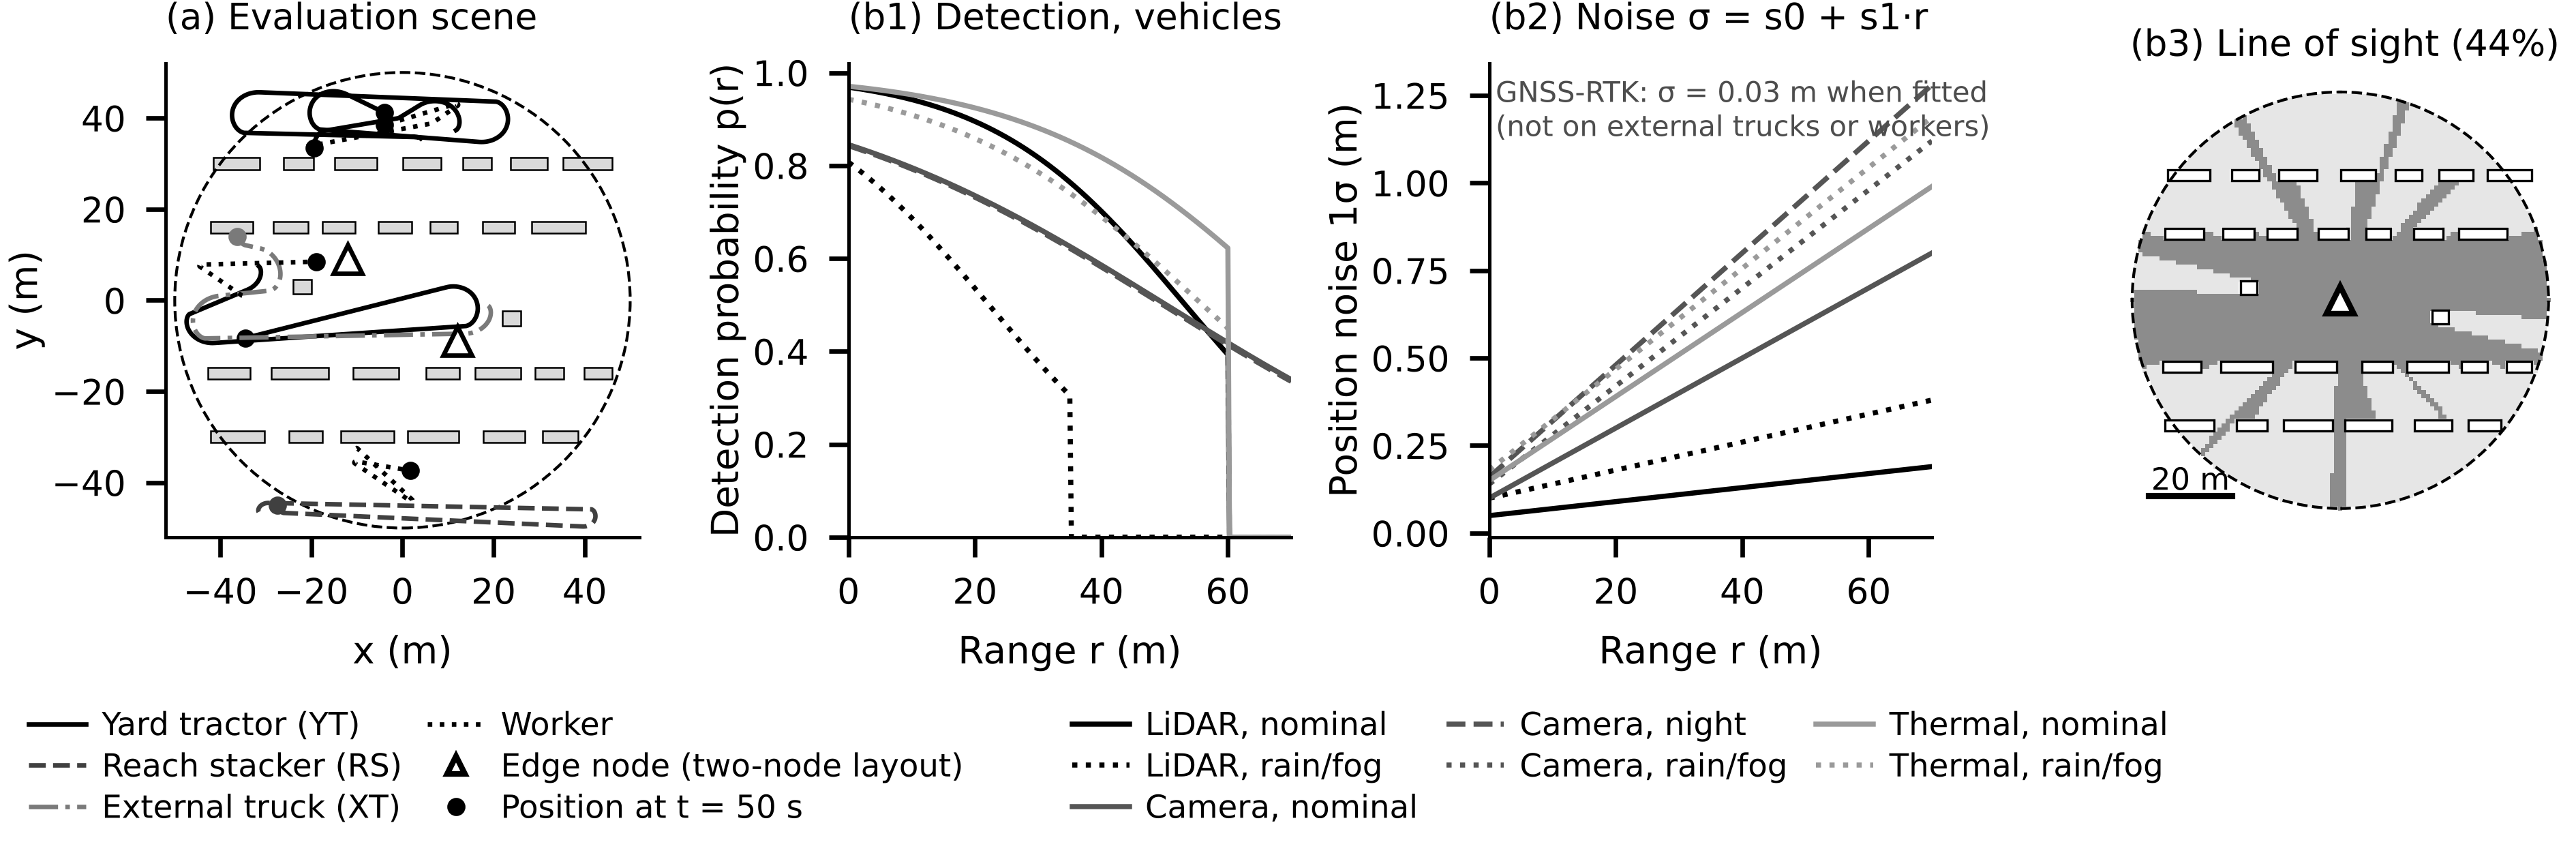 (a) Evaluation scene
y (m)
40
20
0
−20
−40
−40 −20 0 20 40
x (m)
(b1) Detection, vehicles
Detection probability p(r)
1.0
0.8
0.6
0.4
0.2
0.0
0 20 40 60
Range r (m)
(b2) Noise σ = s0 + s1·r
Position noise 1σ (m)
1.25
1.00
0.75
0.50
0.25
0.00
GNSS-RTK: σ = 0.03 m when fitted
(not on external trucks or workers)
0 20 40 60
Range r (m)
(b3) Line of sight (44%)
20 m
Yard tractor (YT)
Reach stacker (RS)
External truck (XT)
Worker
Edge node (two-node layout)
Position at t = 50 s
LiDAR, nominal
LiDAR, rain/fog
Camera, nominal
Camera, night
Camera, rain/fog
Thermal, nominal
Thermal, rain/fog